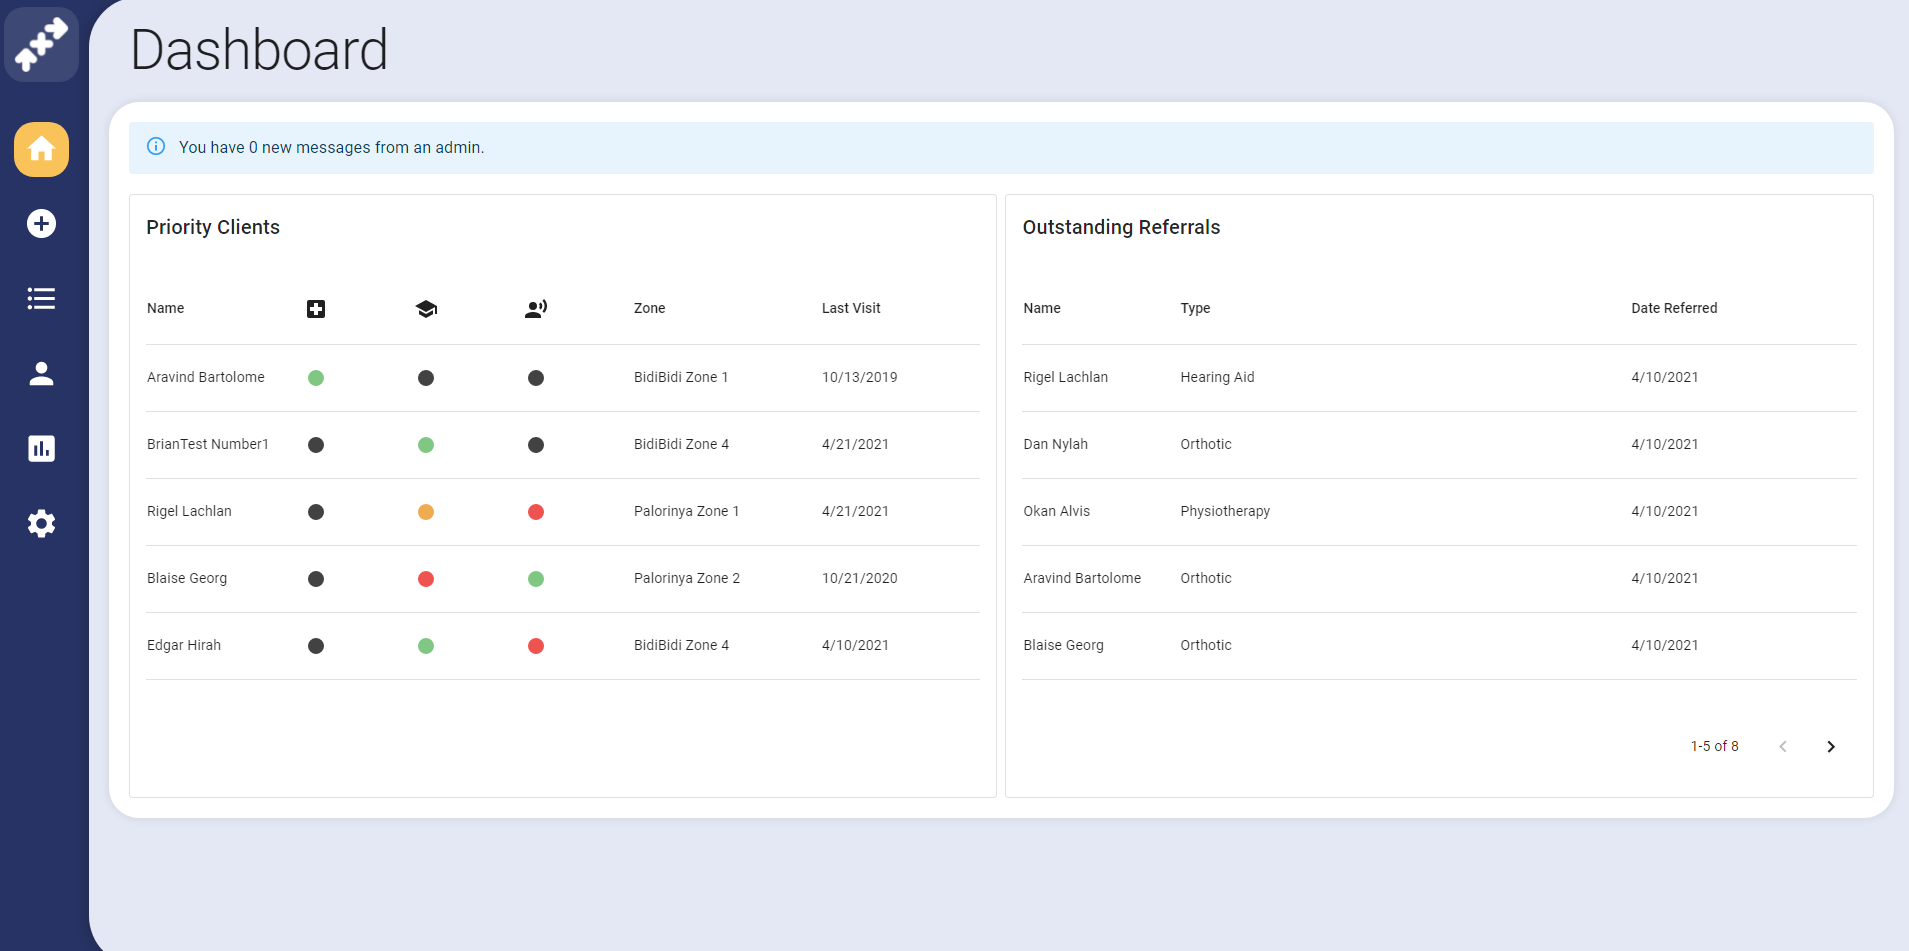 Dashboard
You have 0 new messages from an admin.
Priority Clients
Name Zone Last Visit
Aravind Bartolome BidiBidi Zone 1 10/13/2019
BrianTest Number1 BidiBidi Zone 4 4/21/2021
Rigel Lachlan Palorinya Zone 1 4/21/2021
Blaise Georg Palorinya Zone 2 10/21/2020
Edgar Hirah BidiBidi Zone 4 4/10/2021
Outstanding Referrals
Name Type Date Referred
Rigel Lachlan Hearing Aid 4/10/2021
Dan Nylah Orthotic 4/10/2021
Okan Alvis Physiotherapy 4/10/2021
Aravind Bartolome Orthotic 4/10/2021
Blaise Georg Orthotic 4/10/2021
1-5 of 8